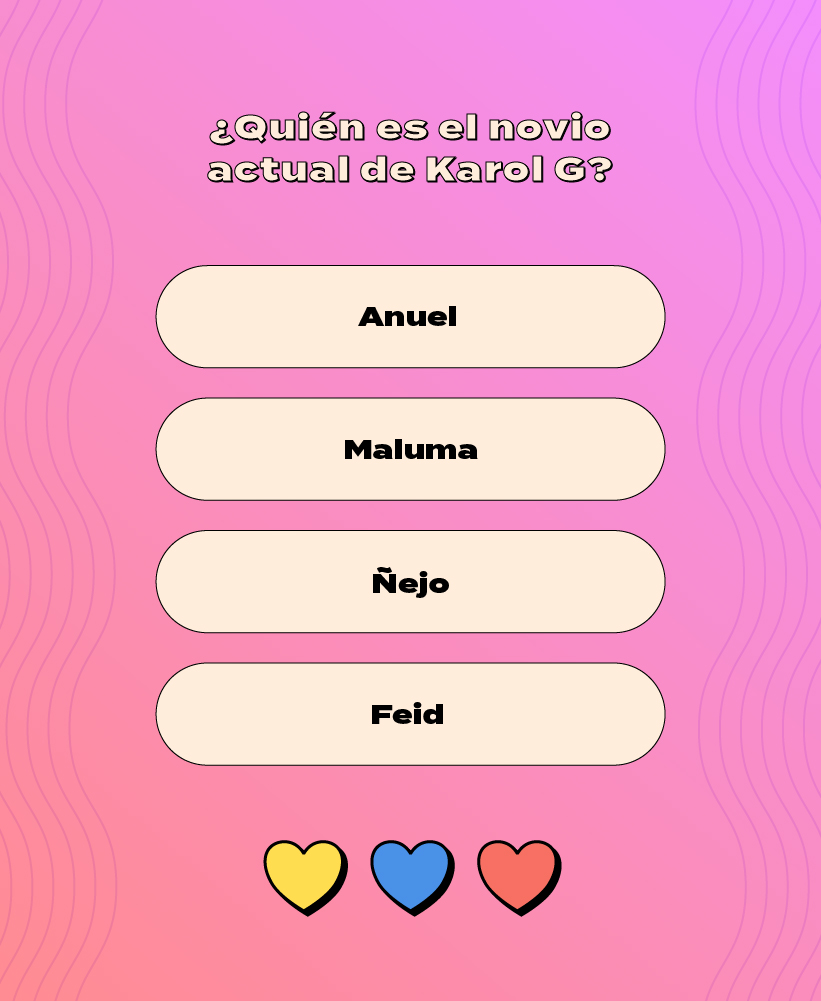 ¿Quién es el novio
actual de Karol G?
Anuel
Maluma
Ñejo
Feid